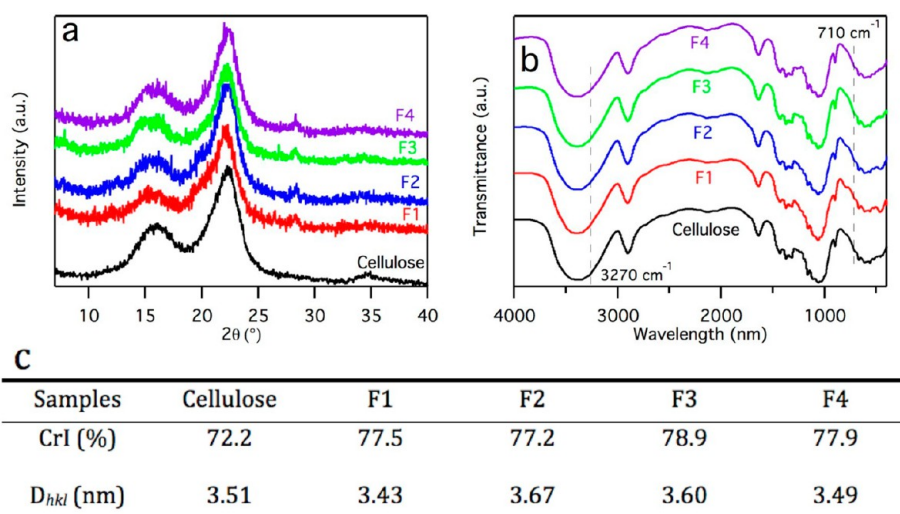 a
Intensity (a.u.)
F4
F3
F2
F1
Cellulose
10 15 20 25 30 35 40
2θ (°)
b
Transmittance (a.u.)
710 cm-1
F4
F3
F2
F1
Cellulose
3270 cm-1
4000 3000 2000 1000
Wavelength (nm)
C
Samples Cellulose F1 F2 F3 F4
CrI (%) 72.2 77.5 77.2 78.9 77.9
Dhkl (nm) 3.51 3.43 3.67 3.60 3.49